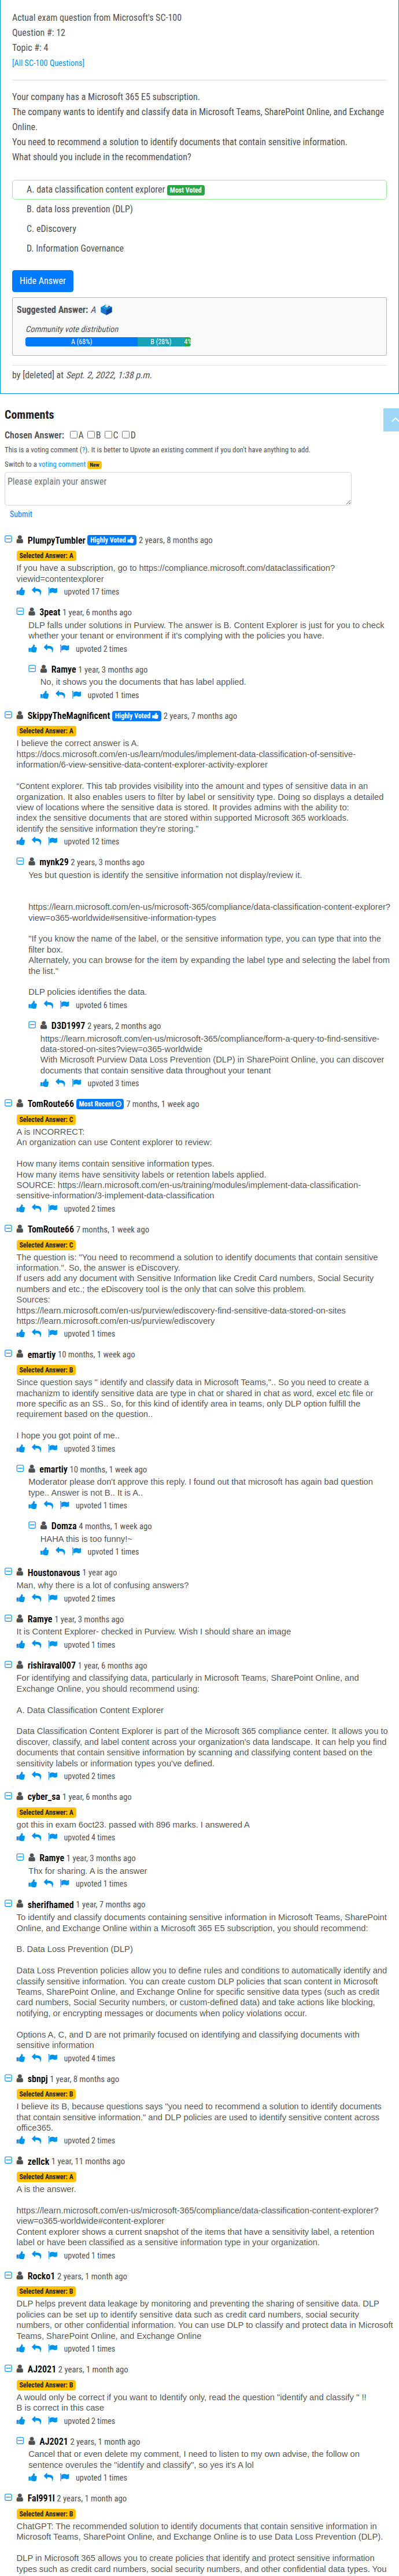 Actual exam question from Microsoft's SC-100
Question #: 12
Topic #: 4
[All SC-100 Questions]
Your company has a Microsoft 365 E5 subscription.
The company wants to identify and classify data in Microsoft Teams, SharePoint Online, and Exchange
Online.
You need to recommend a solution to identify documents that contain sensitive information.
What should you include in the recommendation?
A. data classification content explorer Most Voted
B. data loss prevention (DLP)
C. eDiscovery
D. Information Governance
Hide Answer
Suggested Answer: A
Community vote distribution
A (68%) B (28%) 4%
by [deleted] at Sept. 2, 2022, 1:38 p.m.
Comments
Chosen Answer: A B C D
This is a voting comment (?). It is better to Upvote an existing comment if you don't have anything to add.
Switch to a voting comment New
Please explain your answer
Submit
PlumpyTumbler Highly Voted 2 years, 8 months ago
Selected Answer: A
If you have a subscription, go to https://compliance.microsoft.com/dataclassification?
viewid=contentexplorer
upvoted 17 times
3peat 1 year, 6 months ago
DLP falls under solutions in Purview. The answer is B. Content Explorer is just for you to check
whether your tenant or environment if it's complying with the policies you have.
upvoted 2 times
Ramye 1 year, 3 months ago
No, it shows you the documents that has label applied.
upvoted 1 times
SkippyTheMagnificent Highly Voted 2 years, 7 months ago
Selected Answer: A
I believe the correct answer is A.
https://docs.microsoft.com/en-us/learn/modules/implement-data-classification-of-sensitive-
information/6-view-sensitive-data-content-explorer-activity-explorer
"Content explorer. This tab provides visibility into the amount and types of sensitive data in an
organization. It also enables users to filter by label or sensitivity type. Doing so displays a detailed
view of locations where the sensitive data is stored. It provides admins with the ability to:
index the sensitive documents that are stored within supported Microsoft 365 workloads.
identify the sensitive information they're storing."
upvoted 12 times
mynk29 2 years, 3 months ago
Yes but question is identify the sensitive information not display/review it.
https://learn.microsoft.com/en-us/microsoft-365/compliance/data-classification-content-explorer?
view=o365-worldwide#sensitive-information-types
"If you know the name of the label, or the sensitive information type, you can type that into the
filter box.
Alternately, you can browse for the item by expanding the label type and selecting the label from
the list."
DLP policies identifies the data.
upvoted 6 times
D3D1997 2 years, 2 months ago
https://learn.microsoft.com/en-us/microsoft-365/compliance/form-a-query-to-find-sensitive-
data-stored-on-sites?view=o365-worldwide
With Microsoft Purview Data Loss Prevention (DLP) in SharePoint Online, you can discover
documents that contain sensitive data throughout your tenant
upvoted 3 times
TomRoute66 Most Recent 7 months, 1 week ago
Selected Answer: C
A is INCORRECT:
An organization can use Content explorer to review:
How many items contain sensitive information types.
How many items have sensitivity labels or retention labels applied.
SOURCE: https://learn.microsoft.com/en-us/training/modules/implement-data-classification-
sensitive-information/3-implement-data-classification
upvoted 2 times
TomRoute66 7 months, 1 week ago
Selected Answer: C
The question is: "You need to recommend a solution to identify documents that contain sensitive
information.". So, the answer is eDiscovery.
If users add any document with Sensitive Information like Credit Card numbers, Social Security
numbers and etc.; the eDiscovery tool is the only that can solve this problem.
Sources:
https://learn.microsoft.com/en-us/purview/ediscovery-find-sensitive-data-stored-on-sites
https://learn.microsoft.com/en-us/purview/ediscovery
upvoted 1 times
emartiy 10 months, 1 week ago
Selected Answer: B
Since question says " identify and classify data in Microsoft Teams,".. So you need to create a
machanizm to identify sensitive data are type in chat or shared in chat as word, excel etc file or
more specific as an SS.. So, for this kind of identify area in teams, only DLP option fulfill the
requirement based on the question..
I hope you got point of me..
upvoted 3 times
emartiy 10 months, 1 week ago
Moderator please don't approve this reply. I found out that microsoft has again bad question
type.. Answer is not B.. It is A..
upvoted 1 times
Domza 4 months, 1 week ago
HAHA this is too funny!~
upvoted 1 times
Houstonavous 1 year ago
Man, why there is a lot of confusing answers?
upvoted 2 times
Ramye 1 year, 3 months ago
It is Content Explorer- checked in Purview. Wish I should share an image
upvoted 1 times
rishiraval007 1 year, 6 months ago
For identifying and classifying data, particularly in Microsoft Teams, SharePoint Online, and
Exchange Online, you should recommend using:
A. Data Classification Content Explorer
Data Classification Content Explorer is part of the Microsoft 365 compliance center. It allows you to
discover, classify, and label content across your organization's data landscape. It can help you find
documents that contain sensitive information by scanning and classifying content based on the
sensitivity labels or information types you've defined.
upvoted 2 times
cyber_sa 1 year, 6 months ago
Selected Answer: A
got this in exam 6oct23. passed with 896 marks. I answered A
upvoted 4 times
Ramye 1 year, 3 months ago
Thx for sharing. A is the answer
upvoted 1 times
sherifhamed 1 year, 7 months ago
To identify and classify documents containing sensitive information in Microsoft Teams, SharePoint
Online, and Exchange Online within a Microsoft 365 E5 subscription, you should recommend:
B. Data Loss Prevention (DLP)
Data Loss Prevention policies allow you to define rules and conditions to automatically identify and
classify sensitive information. You can create custom DLP policies that scan content in Microsoft
Teams, SharePoint Online, and Exchange Online for specific sensitive data types (such as credit
card numbers, Social Security numbers, or custom-defined data) and take actions like blocking,
notifying, or encrypting messages or documents when policy violations occur.
Options A, C, and D are not primarily focused on identifying and classifying documents with
sensitive information
upvoted 4 times
sbnpj 1 year, 8 months ago
Selected Answer: B
I believe its B, because questions says "you need to recommend a solution to identify documents
that contain sensitive information." and DLP policies are used to identify sensitive content across
office365.
upvoted 2 times
zellck 1 year, 11 months ago
Selected Answer: A
A is the answer.
https://learn.microsoft.com/en-us/microsoft-365/compliance/data-classification-content-explorer?
view=o365-worldwide#content-explorer
Content explorer shows a current snapshot of the items that have a sensitivity label, a retention
label or have been classified as a sensitive information type in your organization.
upvoted 1 times
Rocko1 2 years, 1 month ago
Selected Answer: B
DLP helps prevent data leakage by monitoring and preventing the sharing of sensitive data. DLP
policies can be set up to identify sensitive data such as credit card numbers, social security
numbers, or other confidential information. You can use DLP to classify and protect data in Microsoft
Teams, SharePoint Online, and Exchange Online
upvoted 1 times
AJ2021 2 years, 1 month ago
Selected Answer: B
A would only be correct if you want to Identify only, read the question "identify and classify " !!
B is correct in this case
upvoted 2 times
AJ2021 2 years, 1 month ago
Cancel that or even delete my comment, I need to listen to my own advise, the follow on
sentence overules the "identify and classify", so yes it's A lol
upvoted 1 times
Fal991l 2 years, 1 month ago
Selected Answer: B
ChatGPT: The recommended solution to identify documents that contain sensitive information in
Microsoft Teams, SharePoint Online, and Exchange Online is to use Data Loss Prevention (DLP).
DLP in Microsoft 365 allows you to create policies that identify and protect sensitive information
types such as credit card numbers, social security numbers, and other confidential data types. You